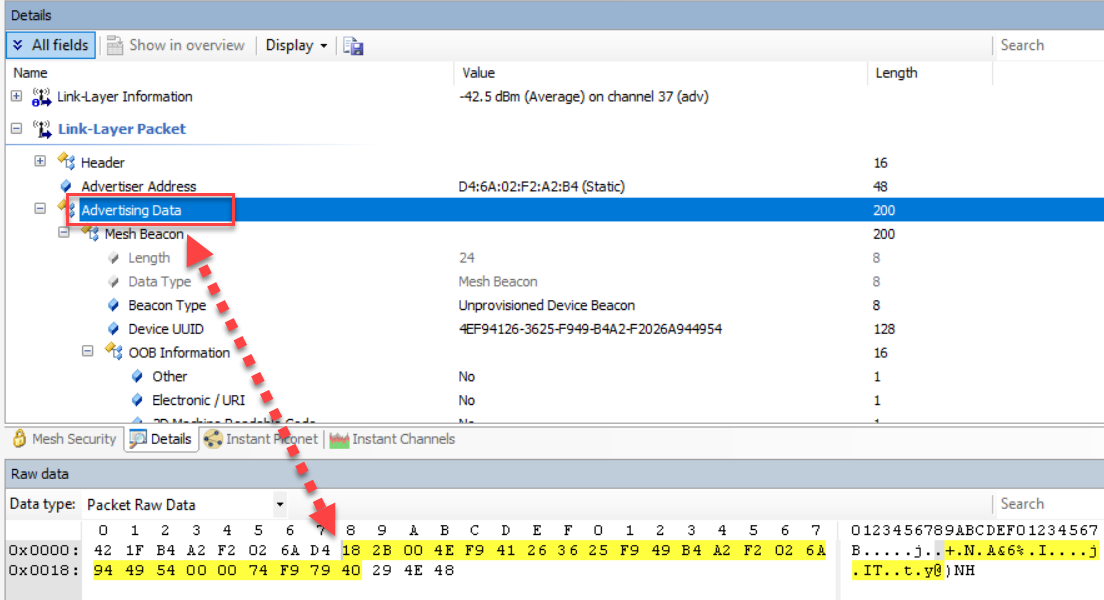 Details
All fields Show in overview Display Search
Name Value Length
Link-Layer Information -42.5 dBm (Average) on channel 37 (adv)
Link-Layer Packet
Header 16
Advertiser Address D4:6A:02:F2:A2:B4 (Static) 48
Advertising Data 200
Mesh Beacon 200
Length 24 8
Data Type Mesh Beacon 8
Beacon Type Unprovisioned Device Beacon 8
Device UUID 4EF94126-3625-F949-B4A2-F2026A944954 128
OOB Information 16
Other No 1
Electronic / URI No 1
2D Machine Readable Code No 1
Mesh Security Details Instant Piconet Instant Channels
Raw data
Data type: Packet Raw Data Search
0 1 2 3 4 5 6 7 8 9 A B C D E F 0 1 2 3 4 5 6 7 0123456789ABCDEF01234567
0x0000: 42 1F B4 A2 F2 02 6A D4 18 2B 00 4E F9 41 26 36 25 F9 49 B4 A2 F2 02 6A B.....j..+.N.A&6%.I....j
0x0018: 94 49 54 00 00 74 F9 79 40 29 4E 48 .IT..t.y@)NH